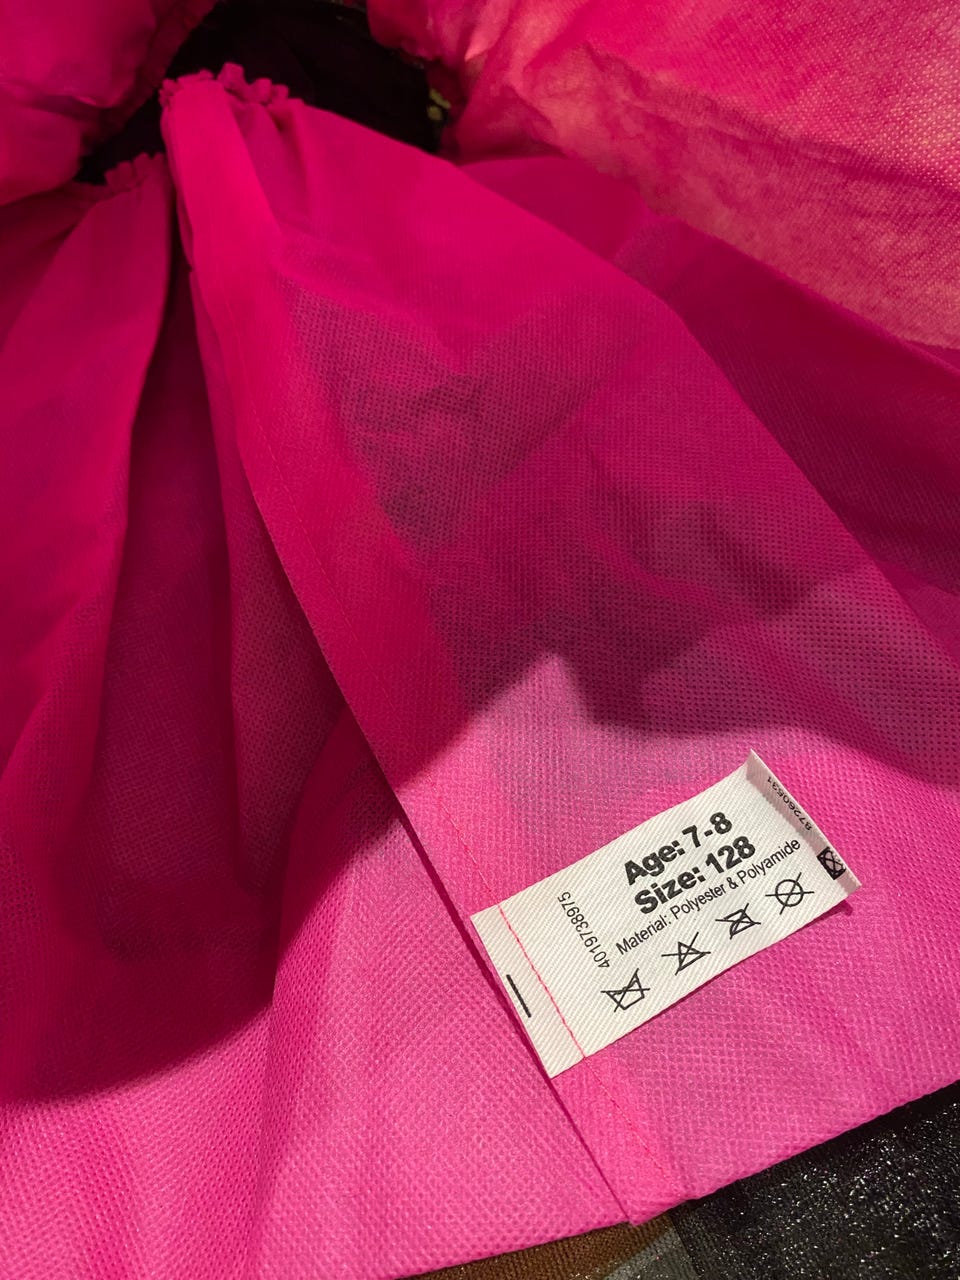 Age: 7-8
Size: 128
Material: Polyester & Polyamide
4019738975